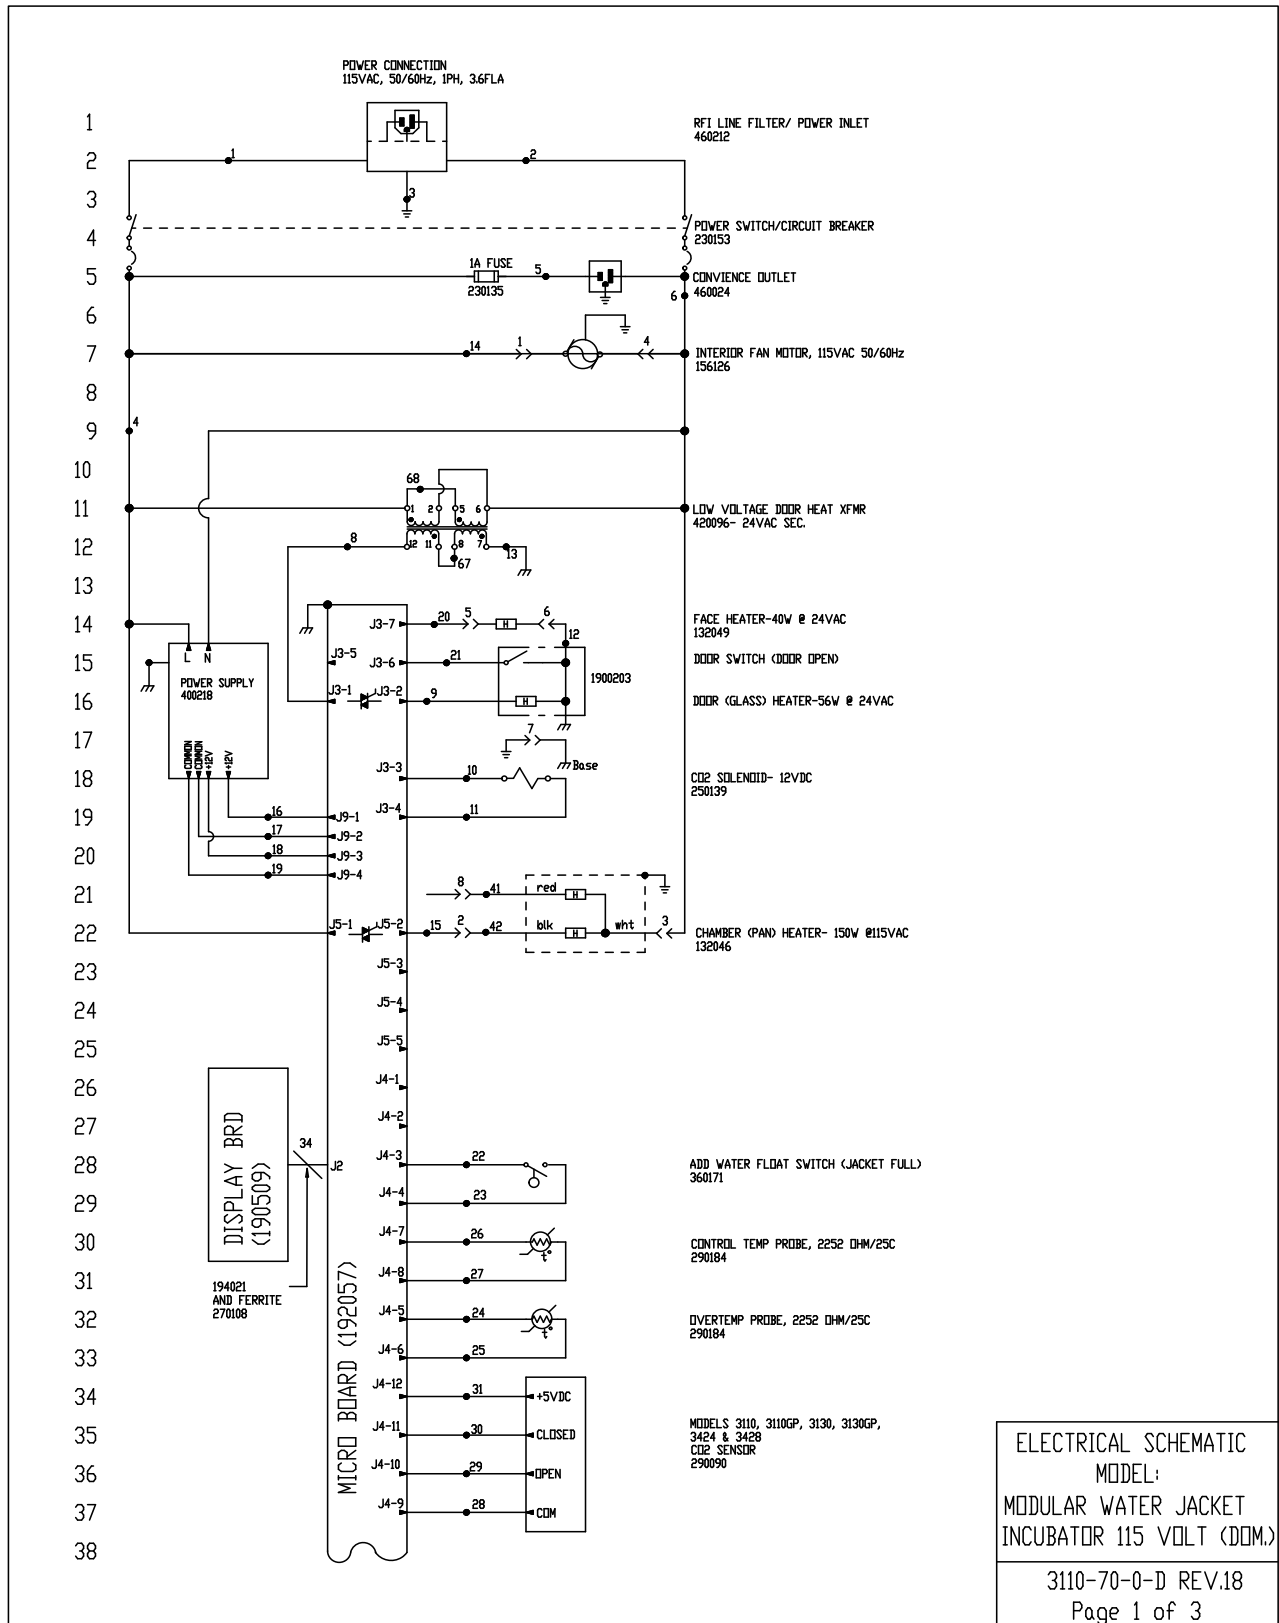 POWER CONNECTION
115VAC, 50/60Hz, 1PH, 3.6FLA
1
RFI LINE FILTER/ POWER INLET
460212
2
1
2
3
3
4
POWER SWITCH/CIRCUIT BREAKER
230153
5
1A FUSE
230135
5
CONVIENCE OUTLET
460024
6
6
7
14
1
4
INTERIOR FAN MOTOR, 115VAC 50/60Hz
156126
8
9
4
10
68
11
1 2 5 6
LOW VOLTAGE DOOR HEAT XFMR
420096- 24VAC SEC.
12
8
12 11 8 7
13
67
13
14
J3-7
20
5
6
12
FACE HEATER-40W @ 24VAC
132049
H
15
L N
J3-5
J3-6
21
1900203
DOOR SWITCH (DOOR OPEN)
POWER SUPPLY
400218
16
J3-1
J3-2
9
H
DOOR (GLASS) HEATER-56W @ 24VAC
17
7
COMMON
COMMON
+12V
+12V
Base
18
J3-3
10
CO2 SOLENOID- 12VDC
250139
19
16
J9-1
J3-4
11
17
J9-2
20
18
J9-3
19
J9-4
21
8
41
red
H
22
J5-1
J5-2
15
2
42
blk
H
wht
3
CHAMBER (PAN) HEATER- 150W @115VAC
132046
23
J5-3
24
J5-4
25
J5-5
26
J4-1
27
J4-2
28
DISPLAY BRD
(190509)
34
J2
J4-3
22
ADD WATER FLOAT SWITCH (JACKET FULL)
360171
29
J4-4
23
30
J4-7
26
t°
CONTROL TEMP PROBE, 2252 OHM/25C
290184
31
194021
AND FERRITE
270108
J4-8
27
32
MICRO BOARD (192057)
J4-5
24
t°
OVERTEMP PROBE, 2252 OHM/25C
290184
33
J4-6
25
34
J4-12
31
+5VDC
35
J4-11
30
CLOSED
MODELS 3110, 3110GP, 3130, 3130GP,
3424 & 3428
CO2 SENSOR
290090
36
J4-10
29
OPEN
37
J4-9
28
COM
38
ELECTRICAL SCHEMATIC
MODEL:
MODULAR WATER JACKET
INCUBATOR 115 VOLT (DOM.)
3110-70-0-D REV.18
Page 1 of 3